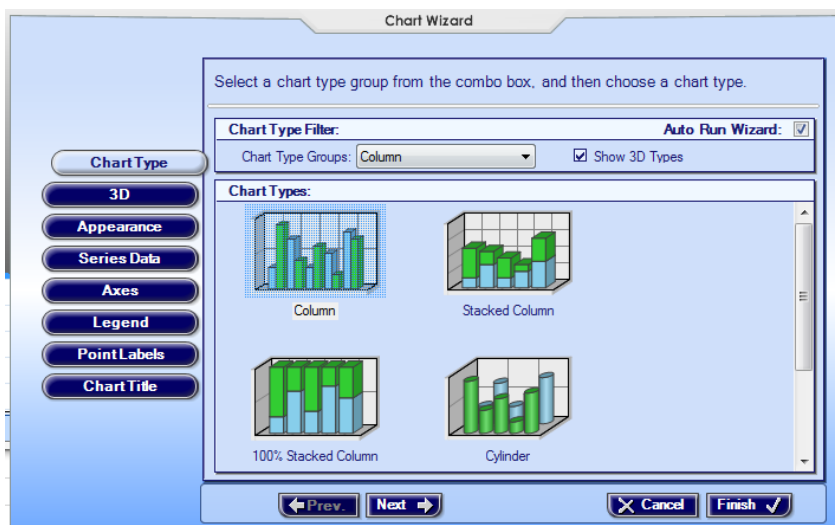 Chart Wizard
Select a chart type group from the combo box, and then choose a chart type.
Chart Type Filter: Auto Run Wizard:
Chart Type Groups: Column Show 3D Types
Chart Type
3D
Appearance
Series Data
Axes
Legend
Point Labels
Chart Title
Chart Types:
Column Stacked Column
100% Stacked Column Cylinder
Prev. Next Cancel Finish